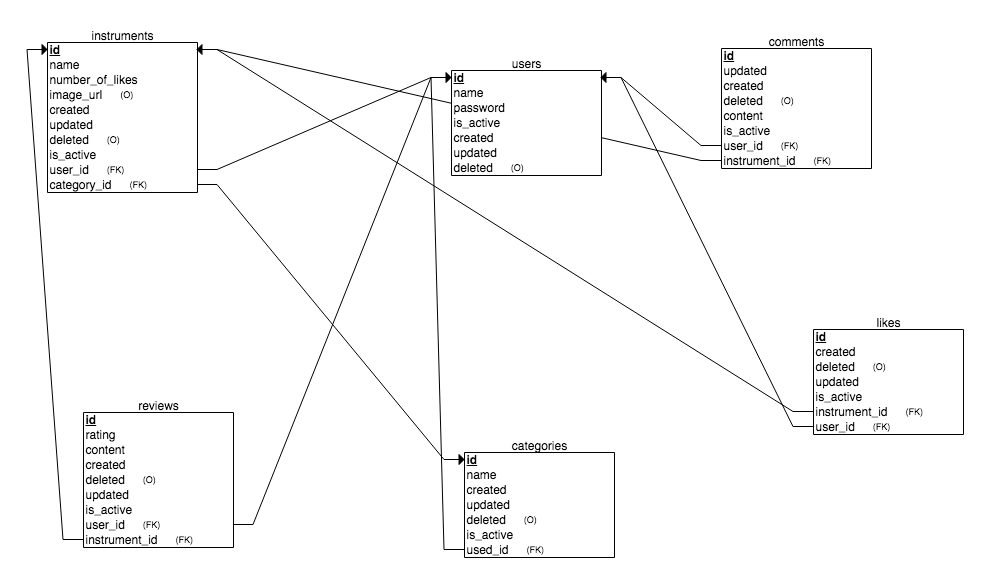 instruments
id
name
number_of_likes
image_url (O)
created
updated
deleted (O)
is_active
user_id (FK)
category_id (FK)
users
id
name
password
is_active
created
updated
deleted (O)
comments
id
updated
created
deleted (O)
content
is_active
user_id (FK)
instrument_id (FK)
likes
id
created
deleted (O)
updated
is_active
instrument_id (FK)
user_id (FK)
reviews
id
rating
content
created
deleted (O)
updated
is_active
user_id (FK)
instrument_id (FK)
categories
id
name
created
updated
deleted (O)
is_active
used_id (FK)